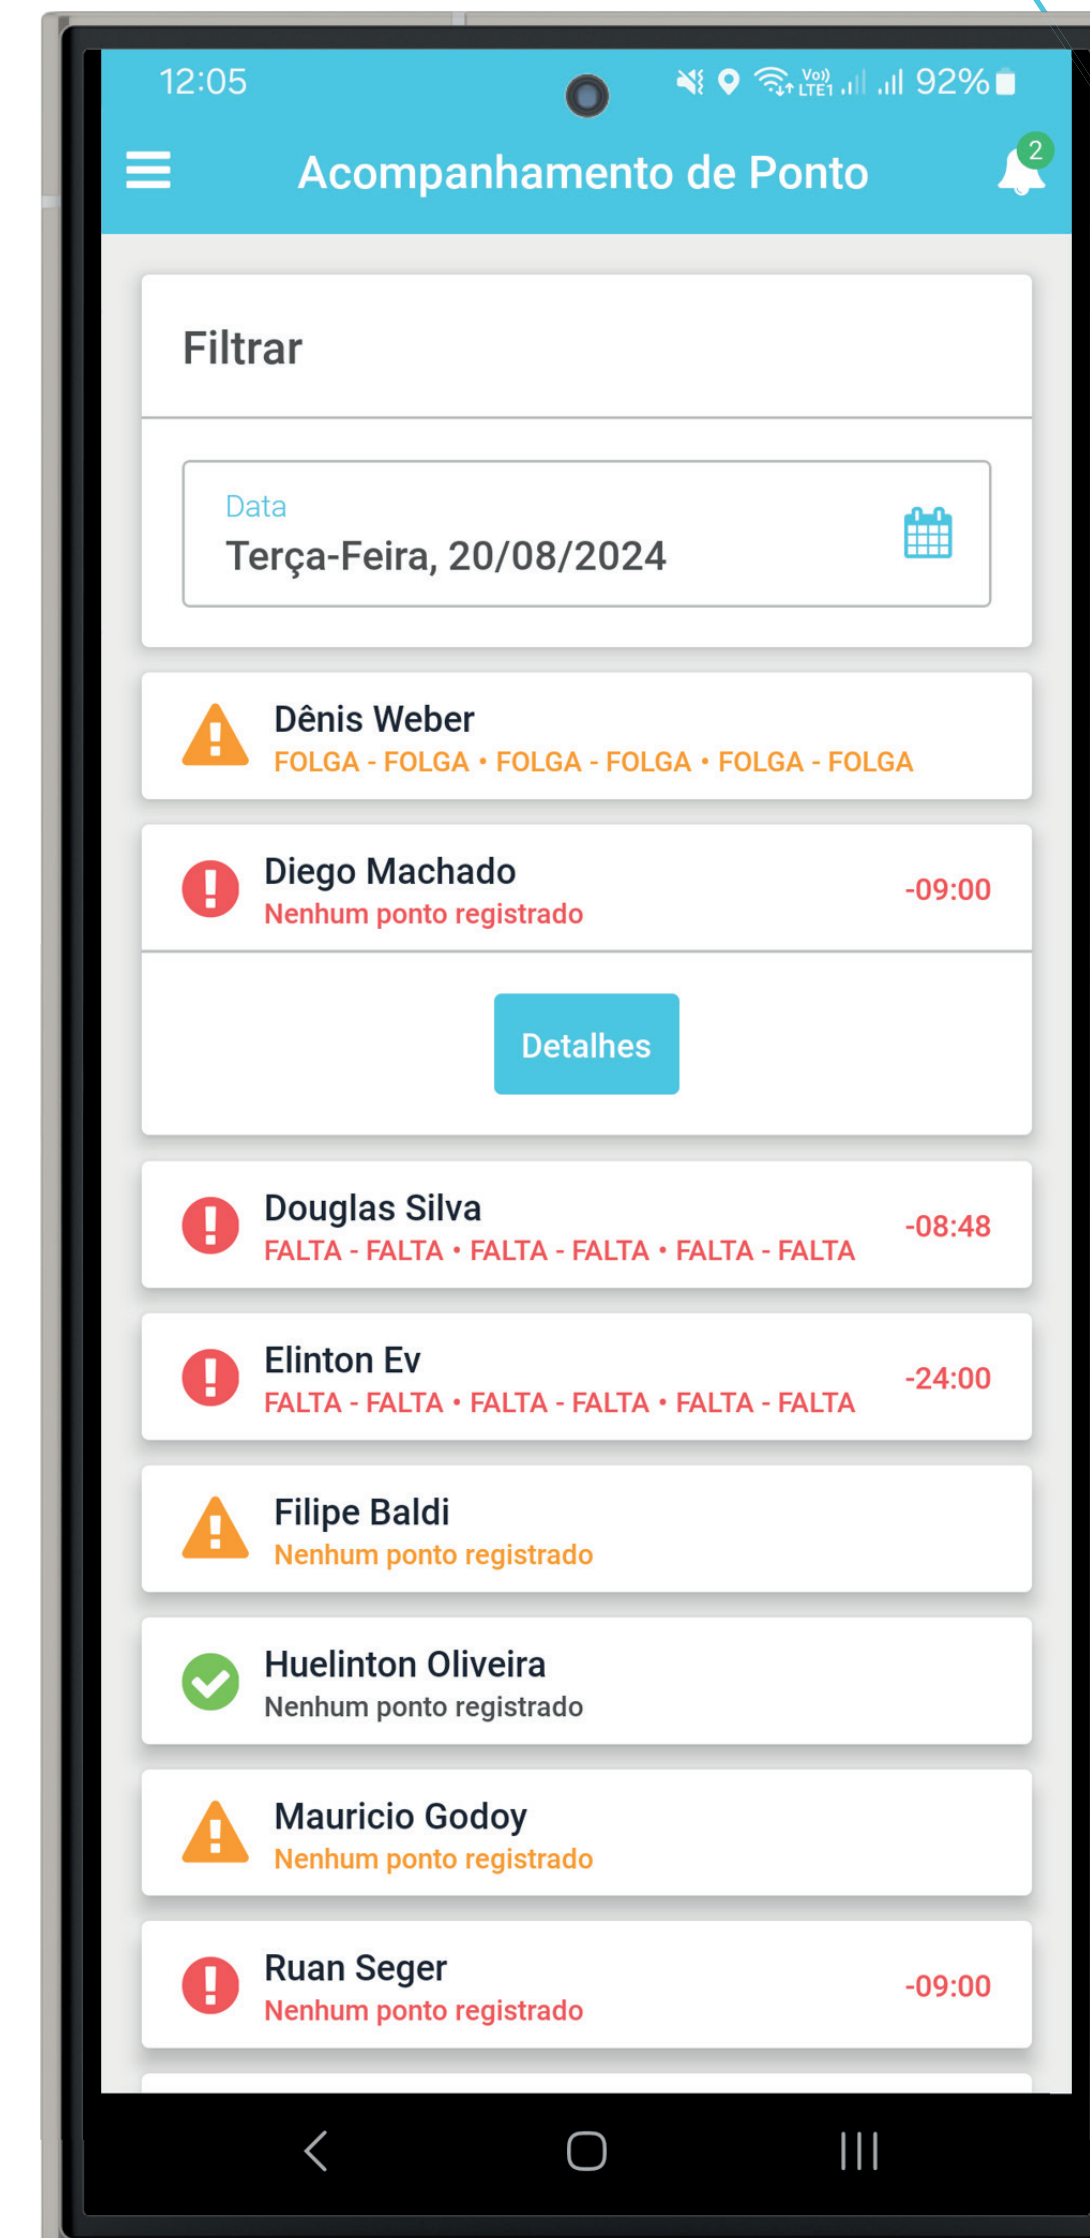 12:05
Vo))
LTE1
92%
Acompanhamento de Ponto
2
Filtrar
Data
Terça-Feira, 20/08/2024
Dênis Weber
FOLGA - FOLGA • FOLGA - FOLGA • FOLGA - FOLGA
Diego Machado
-09:00
Nenhum ponto registrado
Detalhes
Douglas Silva
-08:48
FALTA - FALTA • FALTA - FALTA • FALTA - FALTA
Elinton Ev
-24:00
FALTA - FALTA • FALTA - FALTA • FALTA - FALTA
Filipe Baldi
Nenhum ponto registrado
Huelinton Oliveira
Nenhum ponto registrado
Mauricio Godoy
Nenhum ponto registrado
Ruan Seger
-09:00
Nenhum ponto registrado